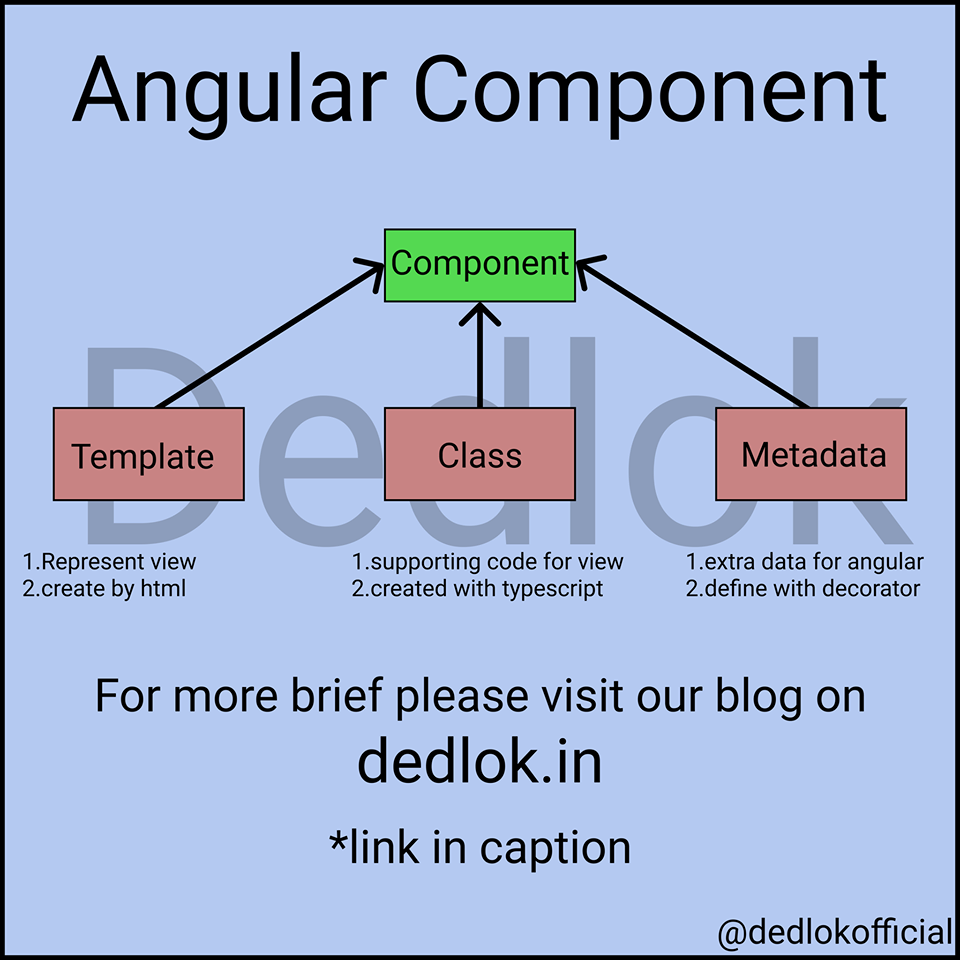 Angular Component
Component
Dedlok
Template
Class
Metadata
1.Represent view
2.create by html
1.supporting code for view
2.created with typescript
1.extra data for angular
2.define with decorator
For more brief please visit our blog on
dedlok.in
*link in caption
@dedlokofficial